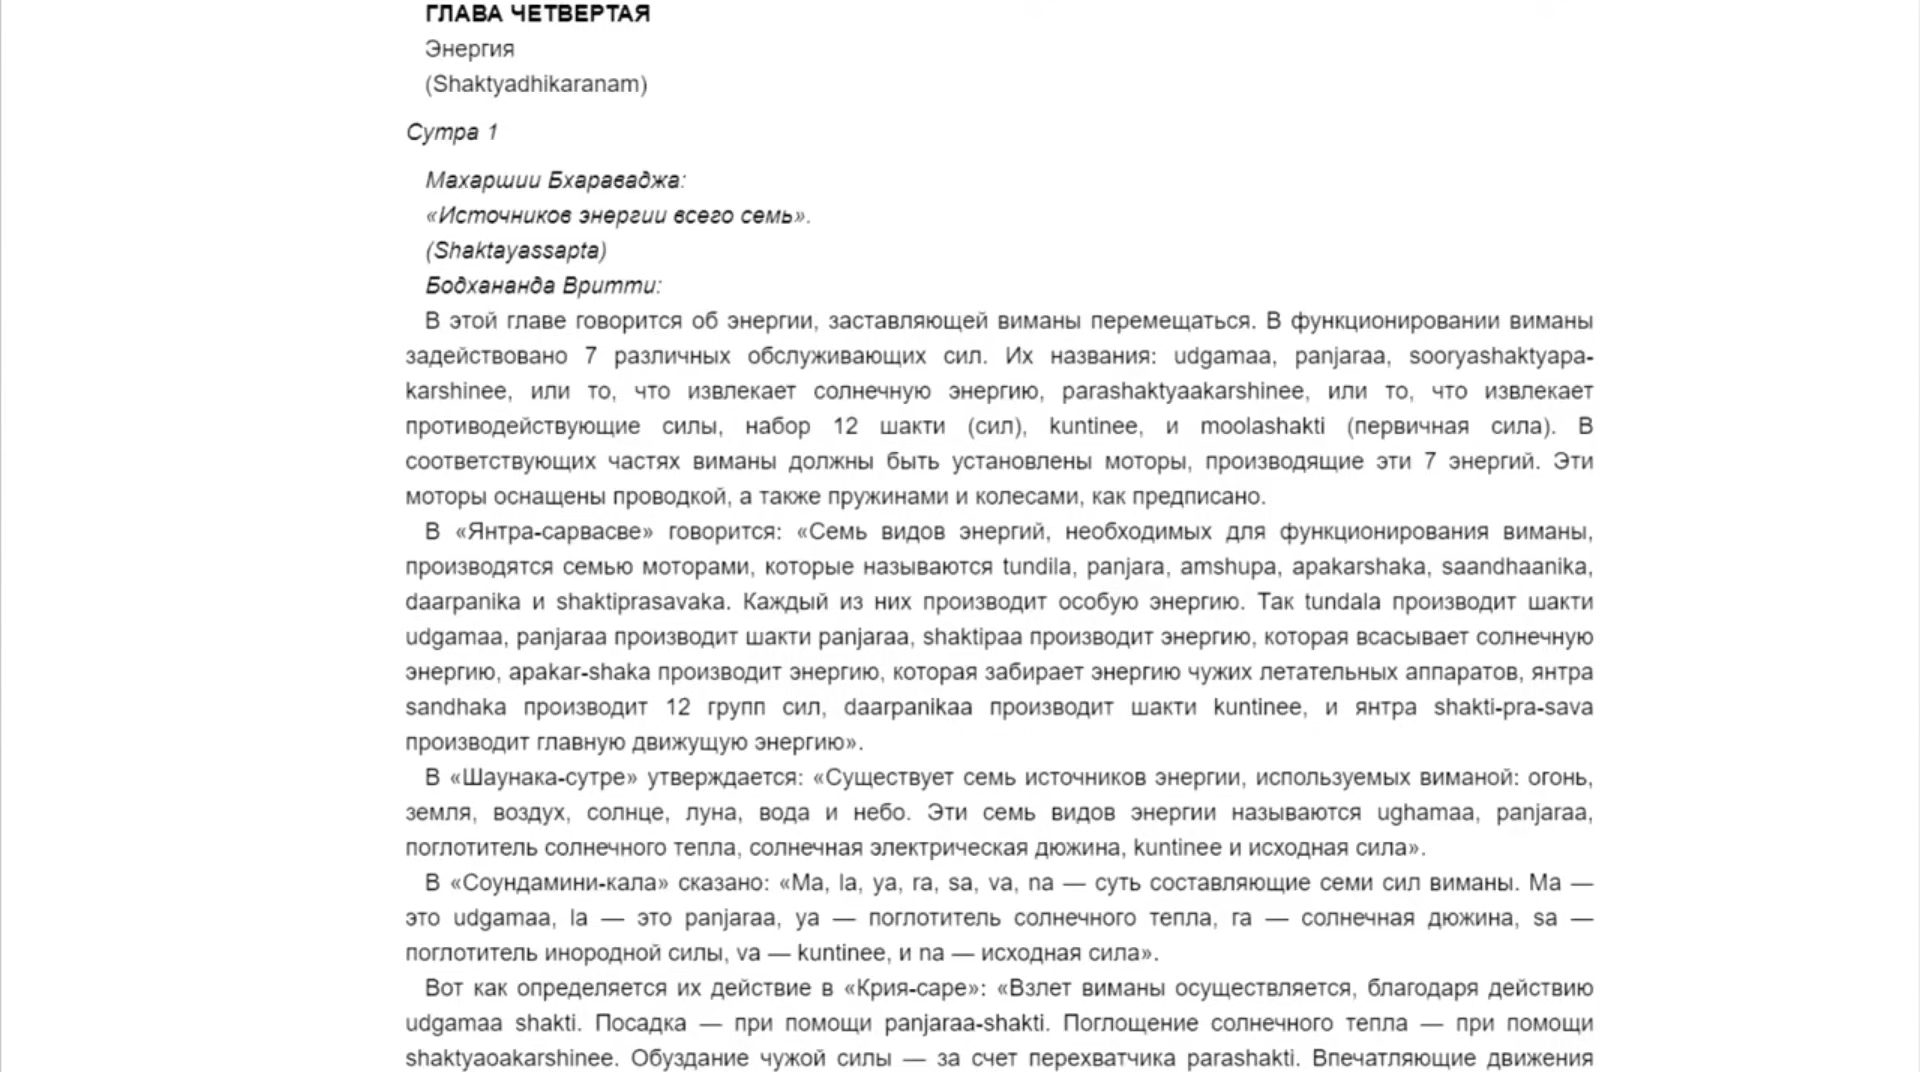 ГЛАВА ЧЕТВЕРТАЯ
Энергия
(Shaktyadhikaranam)
Сутра 1
Махаршии Бхараваджа:
«Источников энергии всего семь».
(Shaktayassapta)
Бодхананда Вритти:
В этой главе говорится об энергии, заставляющей виманы перемещаться. В функционировании виманы
задействовано 7 различных обслуживающих сил. Их названия: udgamaa, panjaraa, sooryashaktyapa-
karshinee, или то, что извлекает солнечную энергию, parashaktyaakarshinee, или то, что извлекает
противодействующие силы, набор 12 шакти (сил), kuntinee, и moolashakti (первичная сила). В
соответствующих частях виманы должны быть установлены моторы, производящие эти 7 энергий. Эти
моторы оснащены проводкой, а также пружинами и колесами, как предписано.
В «Янтра-сарвасве» говорится: «Семь видов энергий, необходимых для функционирования виманы,
производятся семью моторами, которые называются tundila, panjara, amshupa, apakarshaka, saandhaanika,
daarpanika и shaktiprasavaka. Каждый из них производит особую энергию. Так tundala производит шакти
udgamaa, panjaraa производит шакти panjaraa, shaktipaa производит энергию, которая всасывает солнечную
энергию, apakar-shaka производит энергию, которая забирает энергию чужих летательных аппаратов, янтра
sandhaka производит 12 групп сил, daarpanikaa производит шакти kuntinee, и янтра shakti-pra-sava
производит главную движущую энергию».
В «Шаунака-сутре» утверждается: «Существует семь источников энергии, используемых виманой: огонь,
земля, воздух, солнце, луна, вода и небо. Эти семь видов энергии называются ughamaa, panjaraa,
поглотитель солнечного тепла, солнечная электрическая дюжина, kuntinee и исходная сила».
В «Соундамини-кала» сказано: «Ma, la, ya, ra, sa, va, na — суть составляющие семи сил виманы. Ma —
это udgamaa, la — это panjaraa, ya — поглотитель солнечного тепла, ra — солнечная дюжина, sa —
поглотитель инородной силы, va — kuntinee, и na — исходная сила».
Вот как определяется их действие в «Крия-саре»: «Взлет виманы осуществляется, благодаря действию
udgamaa shakti. Посадка — при помощи panjaraa-shakti. Поглощение солнечного тепла — при помощи
shaktyaoakarshinee. Обуздание чужой силы — за счет перехватчика parashakti. Впечатляющие движения